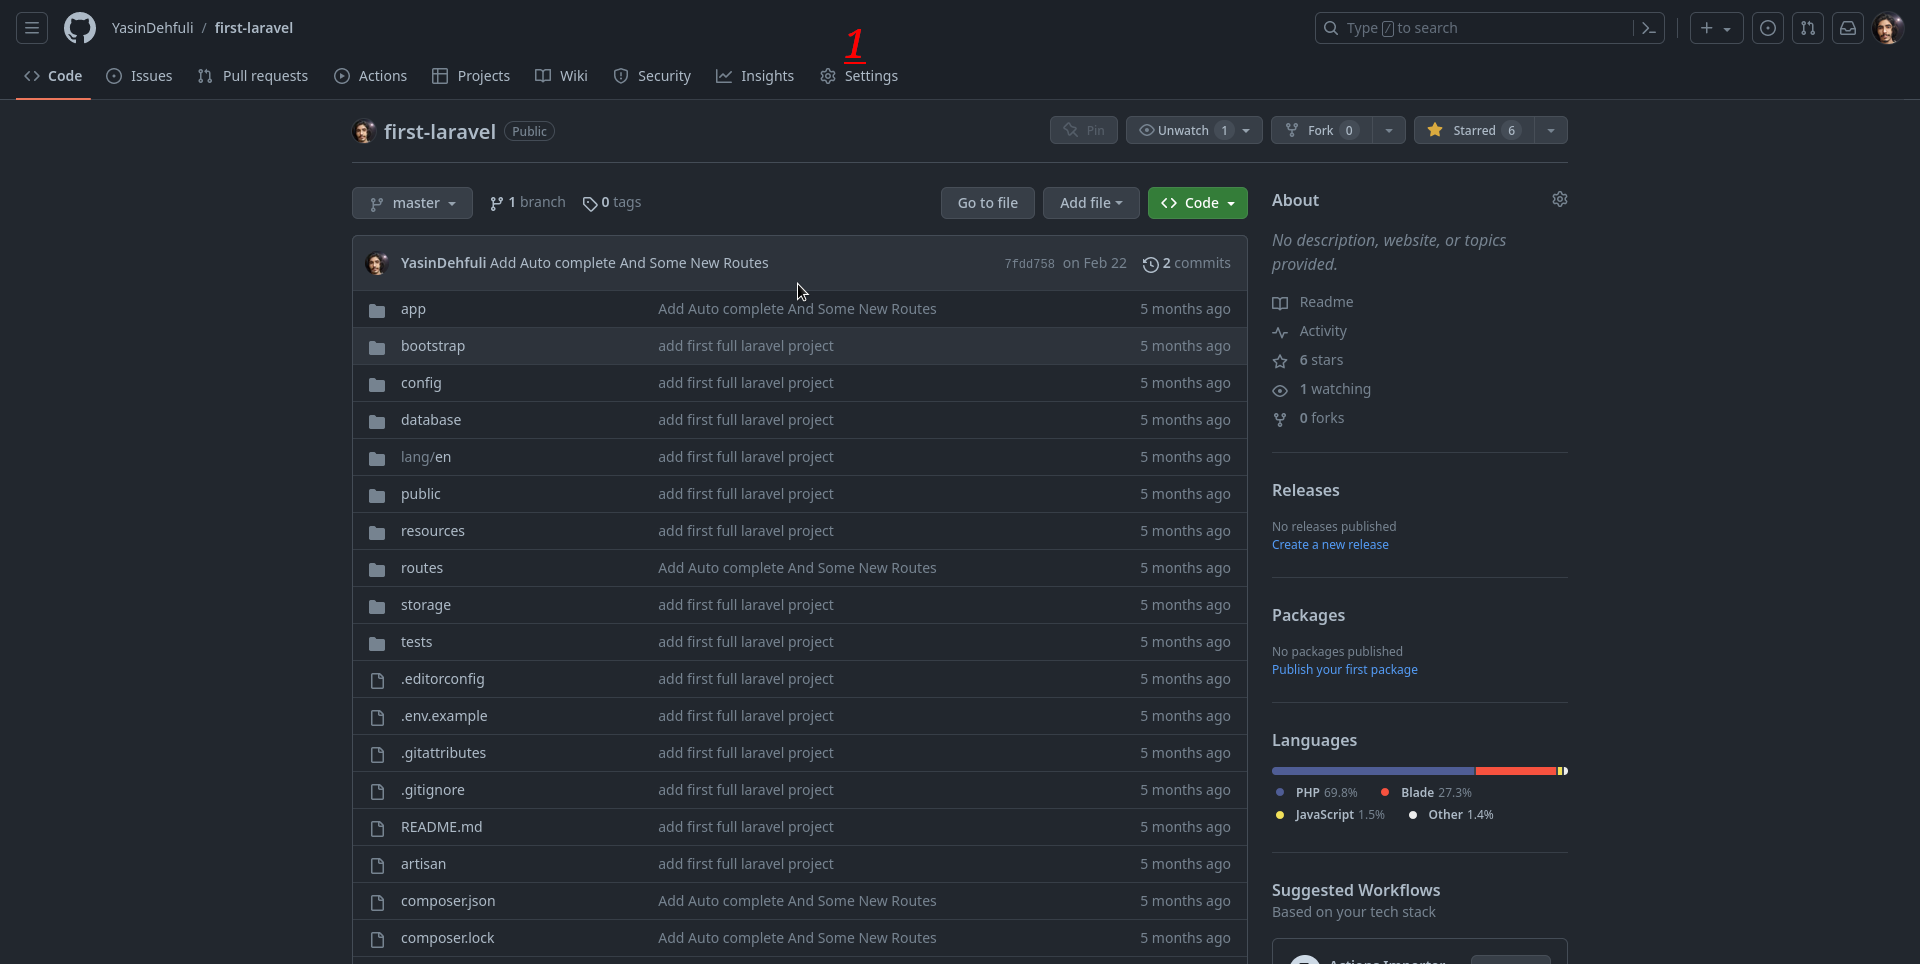 YasinDehfuli / first-laravel
Type / to search
1
Code Issues Pull requests Actions Projects Wiki Security Insights Settings
first-laravel Public
Pin Unwatch 1 Fork 0 Starred 6
master 1 branch 0 tags Go to file Add file Code
YasinDehfuli Add Auto complete And Some New Routes 7fdd758 on Feb 22 2 commits
app Add Auto complete And Some New Routes 5 months ago
bootstrap add first full laravel project 5 months ago
config add first full laravel project 5 months ago
database add first full laravel project 5 months ago
lang/en add first full laravel project 5 months ago
public add first full laravel project 5 months ago
resources add first full laravel project 5 months ago
routes Add Auto complete And Some New Routes 5 months ago
storage add first full laravel project 5 months ago
tests add first full laravel project 5 months ago
.editorconfig add first full laravel project 5 months ago
.env.example add first full laravel project 5 months ago
.gitattributes add first full laravel project 5 months ago
.gitignore add first full laravel project 5 months ago
README.md add first full laravel project 5 months ago
artisan add first full laravel project 5 months ago
composer.json Add Auto complete And Some New Routes 5 months ago
composer.lock Add Auto complete And Some New Routes 5 months ago
About
No description, website, or topics
provided.
Readme
Activity
6 stars
1 watching
0 forks
Releases
No releases published
Create a new release
Packages
No packages published
Publish your first package
Languages
PHP 69.8% Blade 27.3%
JavaScript 1.5% Other 1.4%
Suggested Workflows
Based on your tech stack
Actions Importer